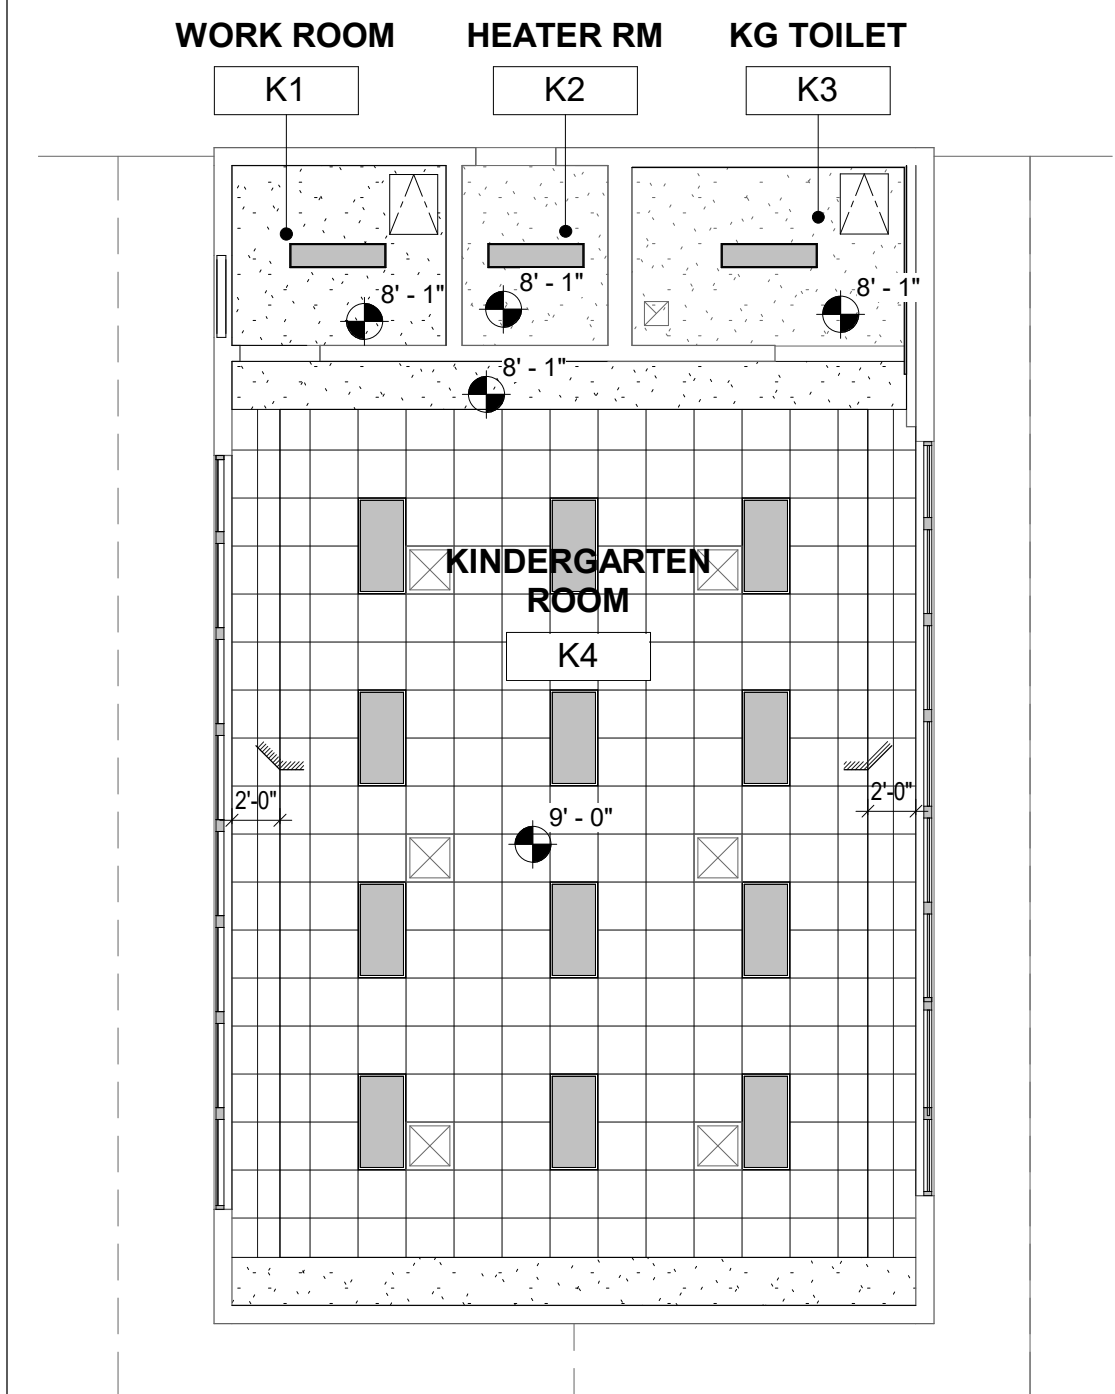 WORK ROOM
HEATER RM
KG TOILET
K1
K2
K3
8' - 1"
8' - 1"
8' - 1"
8' - 1"
KINDERGARTEN
ROOM
K4
2'-0"
2'-0"
9' - 0"